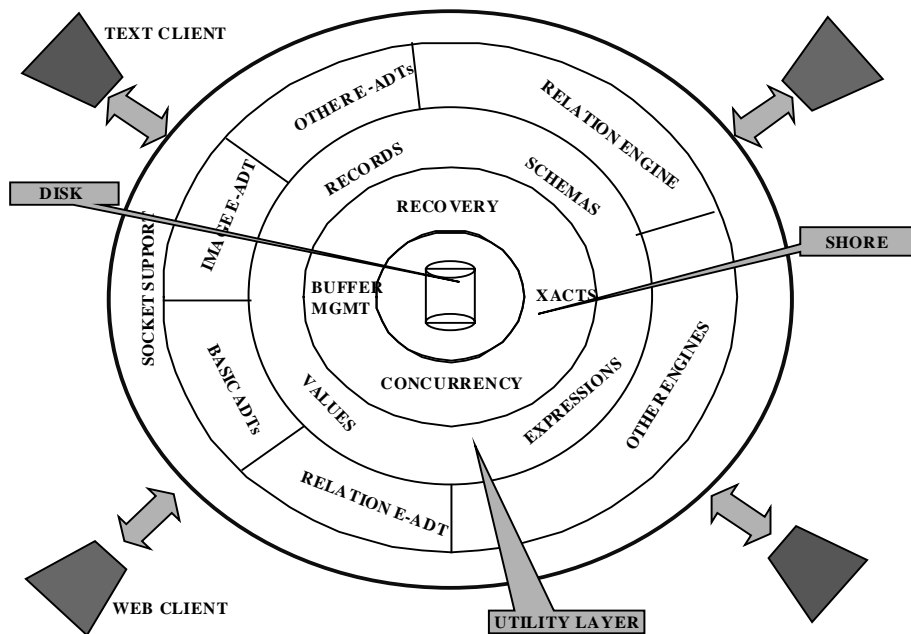 TEXT CLIENT
OTHER E-ADTs
RELATION ENGINE
RECORDS
SCHEMAS
DISK
IMAGE E-ADT
RECOVERY
SHORE
SOCKET SUPPORT
BUFFER
MGMT
XACTS
BASIC ADTs
VALUES
CONCURRENCY
EXPRESSIONS
OTHER ENGINES
RELATION E-ADT
WEB CLIENT
UTILITY LAYER